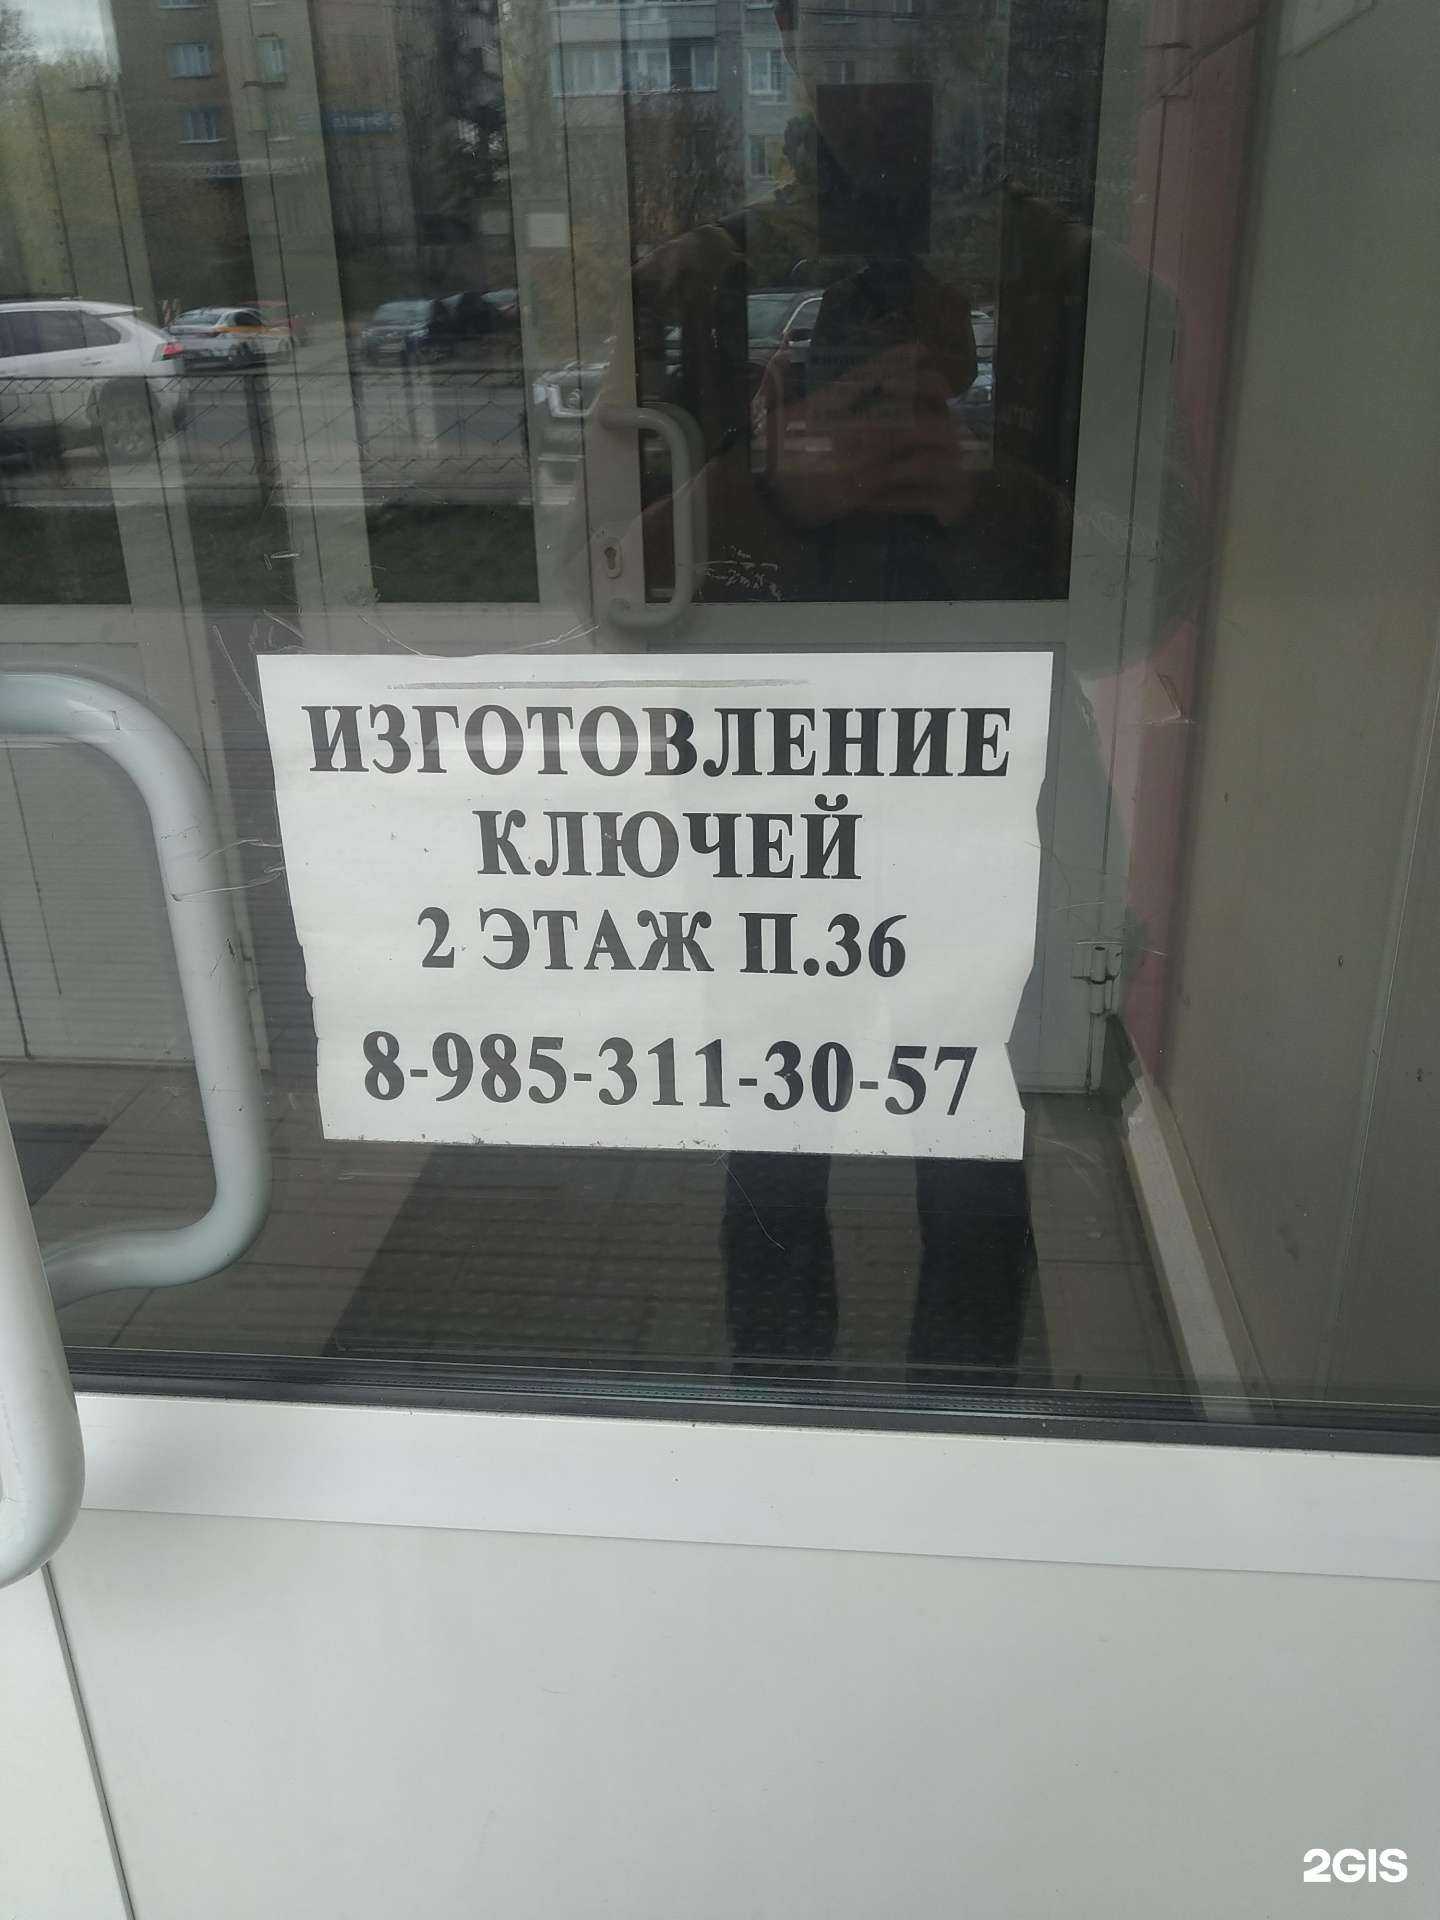 ИЗГОТОВЛЕНИЕ
КЛЮЧЕЙ
2 ЭТАЖ П.36
8-985-311-30-57
2GIS